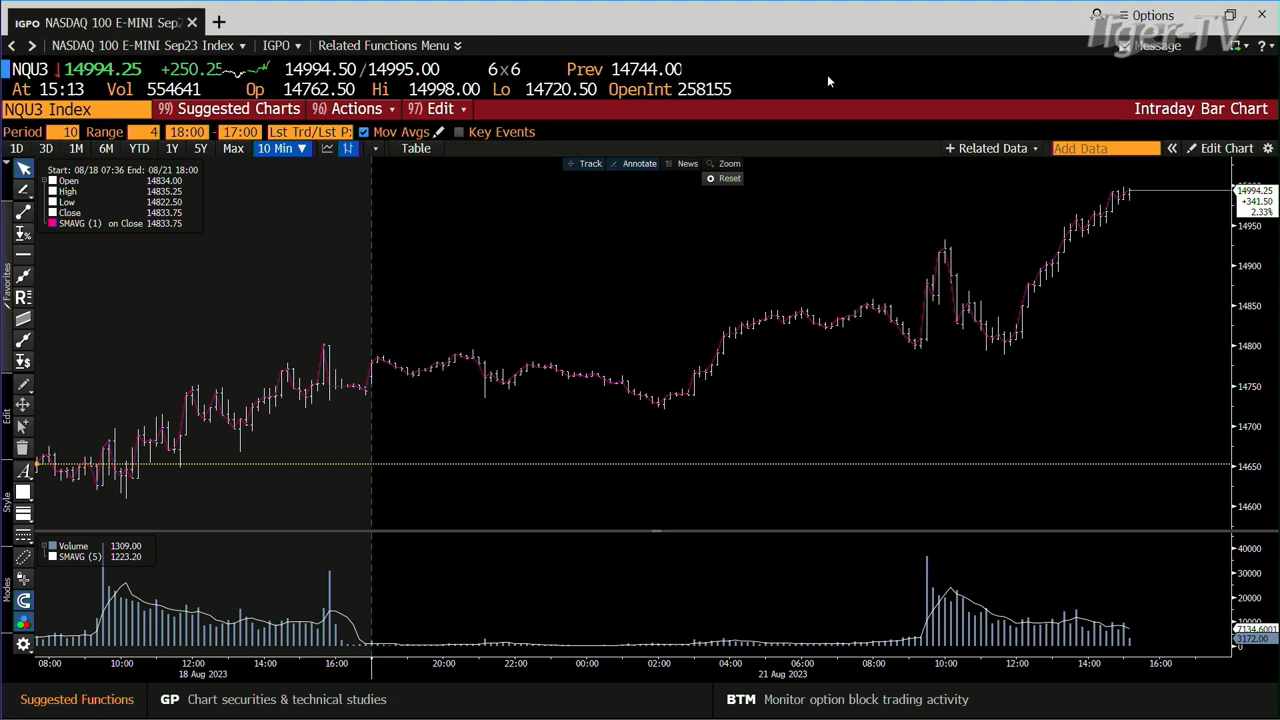 IGPO NASDAQ 100 E-MINI Sep2 × +
Options
NASDAQ 100 E-MINI Sep23 Index IGPO Related Functions Menu
Message
Tiger-TV
NQU3 14994.25 +250.25 14994.50/14995.00 6x6 Prev 14744.00
At 15:13 Vol 554641 Op 14762.50 Hi 14998.00 Lo 14720.50 OpenInt 258155
NQU3 Index 99) Suggested Charts 96) Actions 97) Edit Intraday Bar Chart
Period 10 Range 4 18:00 - 17:00 Lst Trd/Lst P Mov Avgs Key Events
1D 3D 1M 6M YTD 1Y 5Y Max 10 Min ▼ Table + Related Data Add Data « Edit Chart
Track Annotate News Zoom
Reset
Start: 08/18 07:36 End: 08/21 18:00
Open 14834.00
High 14835.25
Low 14822.50
Close 14833.75
SMAVG (1) on Close 14833.75
14994.25
+341.50
2.33%
14950
14900
14850
14800
14750
14700
14650
14600
Favorites
Edit
Style
Modes
Volume 1309.00
SMAVG (5) 1223.20
40000
30000
20000
7134.6001
3172.00
0
08:00 10:00 12:00 14:00 16:00 20:00 22:00 00:00 02:00 04:00 06:00 08:00 10:00 12:00 14:00 16:00
18 Aug 2023 21 Aug 2023
Suggested Functions GP Chart securities & technical studies BTM Monitor option block trading activity